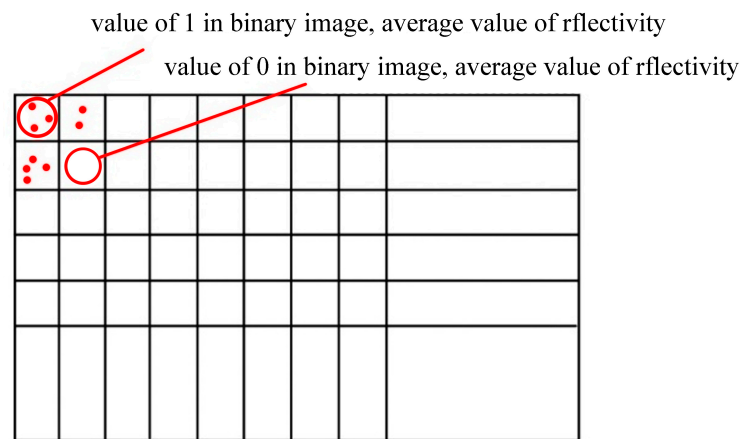 value of 1 in binary image, average value of rflectivity
value of 0 in binary image, average value of rflectivity